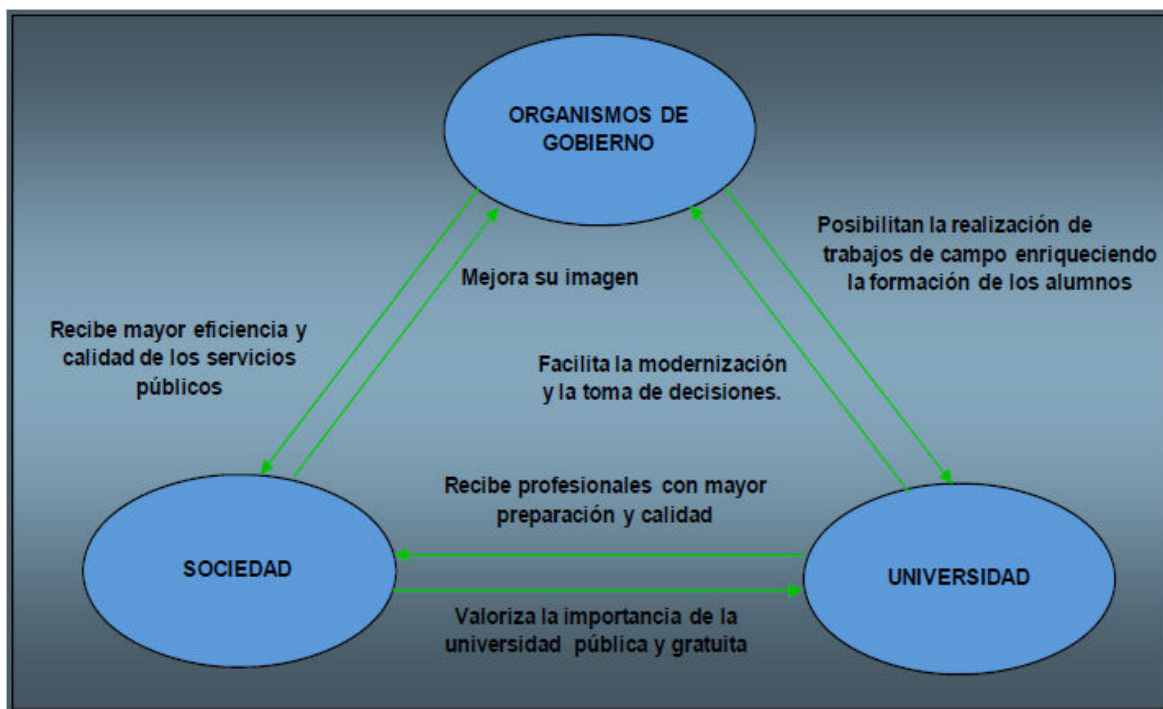 ORGANISMOS DE
GOBIERNO
Posibilitan la realización de
trabajos de campo enriqueciendo
la formación de los alumnos
Mejora su imagen
Recibe mayor eficiencia y
calidad de los servicios
públicos
Facilita la modernización
y la toma de decisiones.
Recibe profesionales con mayor
preparación y calidad
SOCIEDAD
UNIVERSIDAD
Valoriza la importancia de la
universidad pública y gratuita